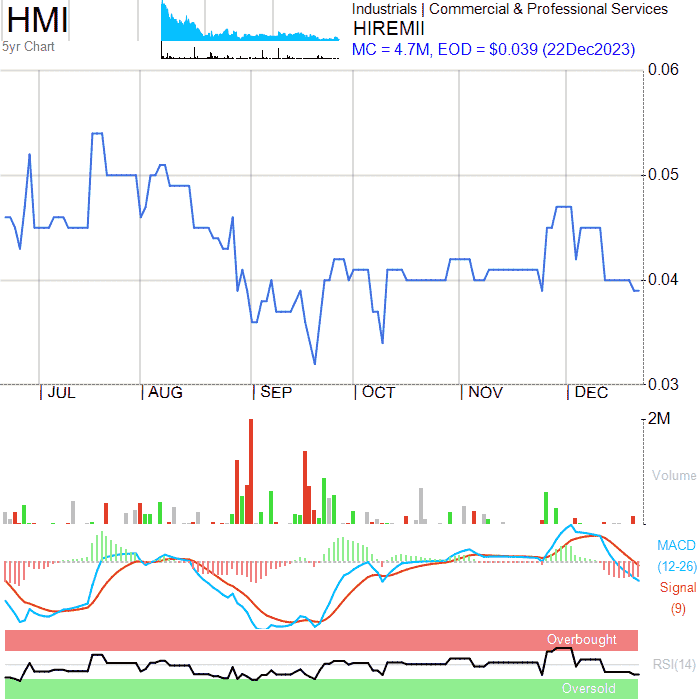 HMI
5yr Chart
Industrials | Commercial & Professional Services
HIREMII
MC = 4.7M, EOD = $0.039 (22Dec2023)
0.06
0.05
0.04
0.03
JUL AUG SEP OCT NOV DEC
2M
Volume
MACD
(12-26)
Signal
(9)
Overbought
RSI(14)
Oversold